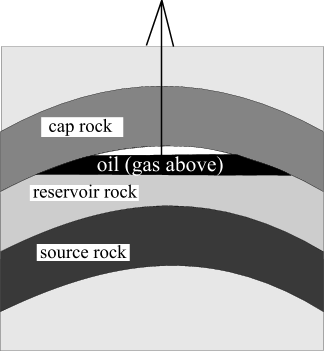 cap rock
oil (gas above)
reservoir rock
source rock